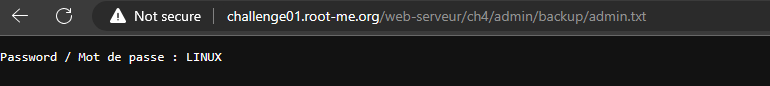 Not secure challenge01.root-me.org/web-serveur/ch4/admin/backup/admin.txt
Password / Mot de passe : LINUX